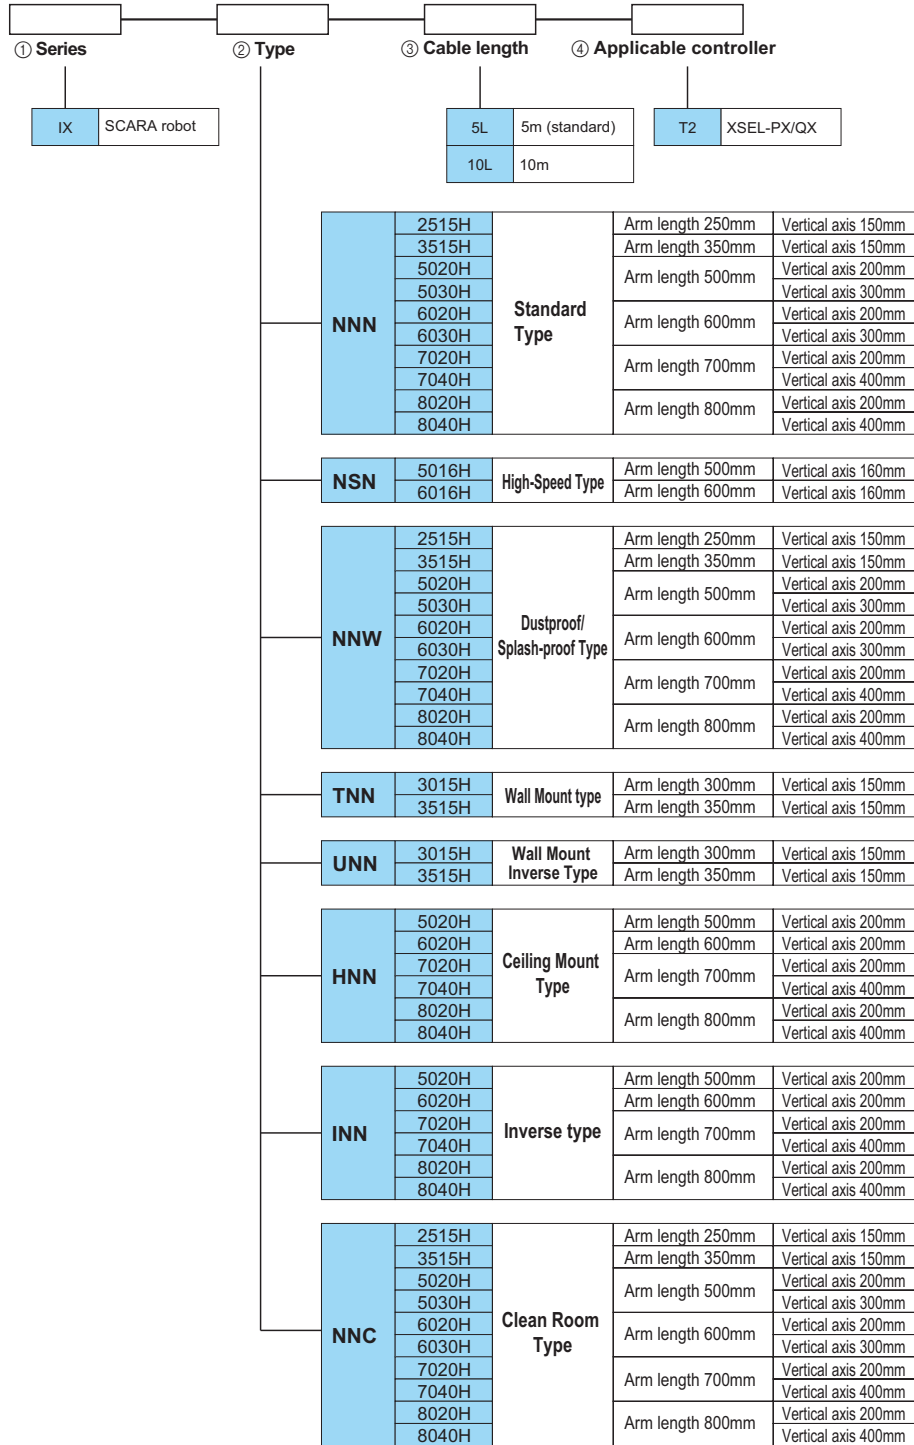 ① Series ② Type ③ Cable length ④ Applicable controller
IX SCARA robot
5L 5m (standard)
10L 10m
T2 XSEL-PX/QX
NNN
Standard
Type
2515H Arm length 250mm Vertical axis 150mm
3515H Arm length 350mm Vertical axis 150mm
5020H Arm length 500mm Vertical axis 200mm
5030H Vertical axis 300mm
6020H Arm length 600mm Vertical axis 200mm
6030H Vertical axis 300mm
7020H Arm length 700mm Vertical axis 200mm
7040H Vertical axis 400mm
8020H Arm length 800mm Vertical axis 200mm
8040H Vertical axis 400mm
NSN
High-Speed Type
5016H Arm length 500mm Vertical axis 160mm
6016H Arm length 600mm Vertical axis 160mm
NNW
Dustproof/
Splash-proof Type
2515H Arm length 250mm Vertical axis 150mm
3515H Arm length 350mm Vertical axis 150mm
5020H Arm length 500mm Vertical axis 200mm
5030H Vertical axis 300mm
6020H Arm length 600mm Vertical axis 200mm
6030H Vertical axis 300mm
7020H Arm length 700mm Vertical axis 200mm
7040H Vertical axis 400mm
8020H Arm length 800mm Vertical axis 200mm
8040H Vertical axis 400mm
TNN
Wall Mount type
3015H Arm length 300mm Vertical axis 150mm
3515H Arm length 350mm Vertical axis 150mm
UNN
Wall Mount
Inverse Type
3015H Arm length 300mm Vertical axis 150mm
3515H Arm length 350mm Vertical axis 150mm
HNN
Ceiling Mount
Type
5020H Arm length 500mm Vertical axis 200mm
6020H Arm length 600mm Vertical axis 200mm
7020H Arm length 700mm Vertical axis 200mm
7040H Vertical axis 400mm
8020H Arm length 800mm Vertical axis 200mm
8040H Vertical axis 400mm
INN
Inverse type
5020H Arm length 500mm Vertical axis 200mm
6020H Arm length 600mm Vertical axis 200mm
7020H Arm length 700mm Vertical axis 200mm
7040H Vertical axis 400mm
8020H Arm length 800mm Vertical axis 200mm
8040H Vertical axis 400mm
NNC
Clean Room
Type
2515H Arm length 250mm Vertical axis 150mm
3515H Arm length 350mm Vertical axis 150mm
5020H Arm length 500mm Vertical axis 200mm
5030H Vertical axis 300mm
6020H Arm length 600mm Vertical axis 200mm
6030H Vertical axis 300mm
7020H Arm length 700mm Vertical axis 200mm
7040H Vertical axis 400mm
8020H Arm length 800mm Vertical axis 200mm
8040H Vertical axis 400mm